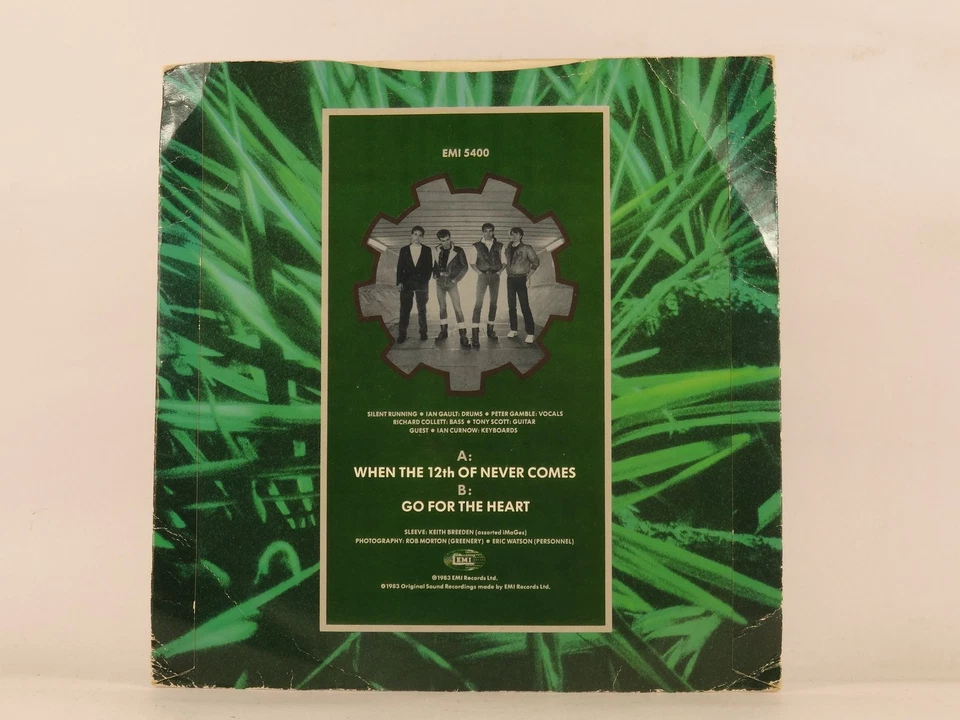 EMI 5400
SILENT RUNNING ● IAN GAULT: DRUMS ● PETER GAMBLE: VOCALS
RICHARD COLLETT: BASS ● TONY SCOTT: GUITAR
GUEST ● IAN CURNOW: KEYBOARDS
A:
WHEN THE 12th OF NEVER COMES
B:
GO FOR THE HEART
SLEEVE: KEITH BREEDEN (assorted iMaGes)
PHOTOGRAPHY: ROB MORTON (GREENERY) ● ERIC WATSON (PERSONNEL)
EMI
©1983 EMI Records Ltd.
℗1983 Original Sound Recordings made by EMI Records Ltd.